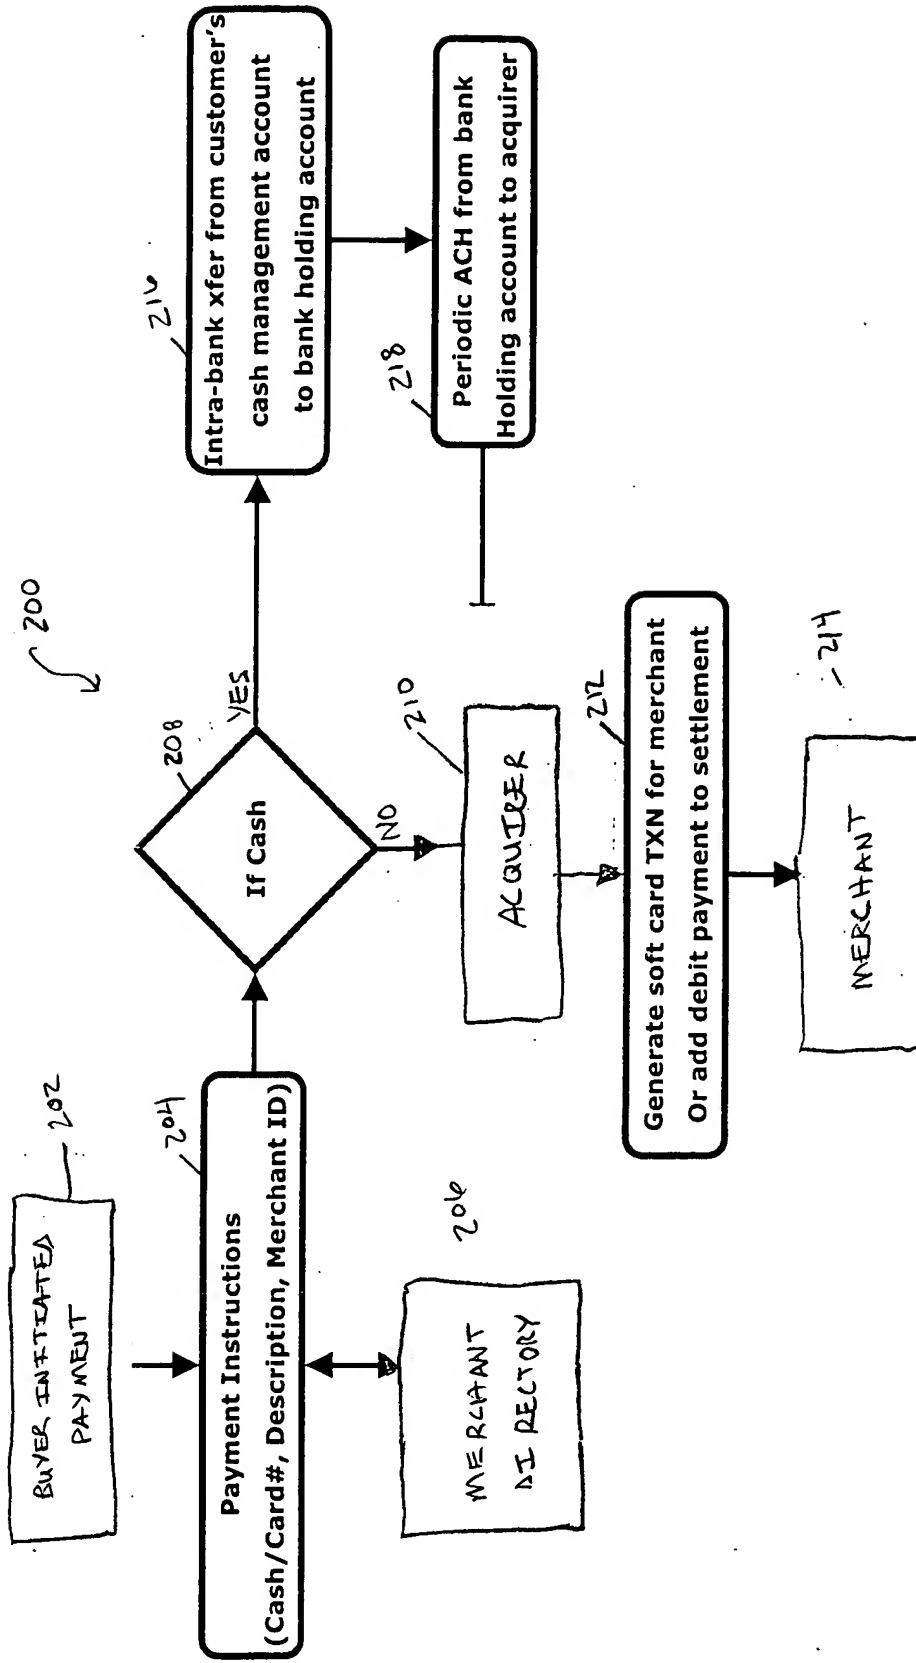 200
BUYER INITIATED
PAYMENT
202
204
Payment Instructions
(Cash/Card#, Description, Merchant ID)
MERCHANT
DIRECTORY
206
208
If Cash
YES
NO
216
Intra-bank xfer from customer's
cash management account
to bank holding account
218
Periodic ACH from bank
Holding account to acquirer
210
ACQUIRER
212
Generate soft card TXN for merchant
Or add debit payment to settlement
214
MERCHANT